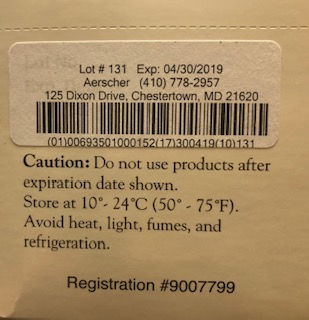 Lot # 131 Exp: 04/30/2019
Aerscher (410) 778-2957
125 Dixon Drive, Chestertown, MD 21620
(01)00693501000152(17)300419(10)131
Caution: Do not use products after
expiration date shown.
Store at 10°- 24°C (50° - 75°F).
Avoid heat, light, fumes, and
refrigeration.
Registration #9007799